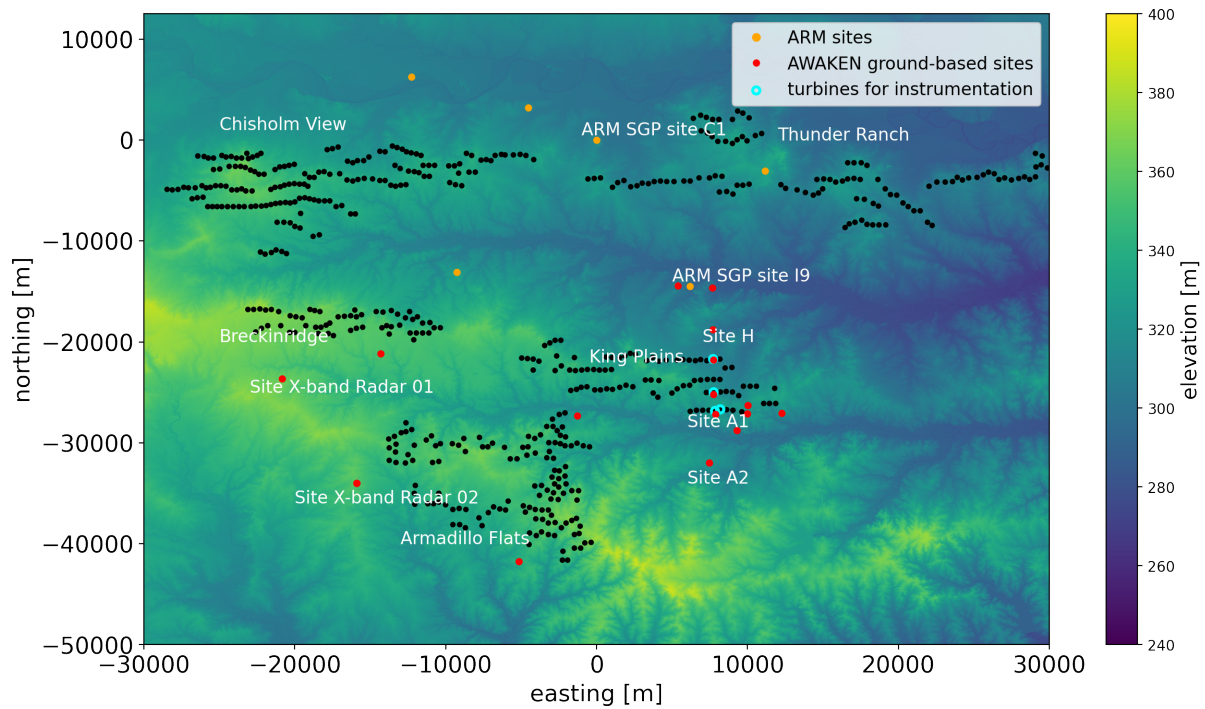 ARM sites
AWAKEN ground-based sites
turbines for instrumentation
Chisholm View
ARM SGP site C1
Thunder Ranch
ARM SGP site I9
Breckinridge
Site H
King Plains
Site X-band Radar 01
Site A1
Site A2
Site X-band Radar 02
Armadillo Flats
10000
0
−10000
−20000
−30000
−40000
−50000
northing [m]
−30000
−20000
−10000
0
10000
20000
30000
easting [m]
400
380
360
340
320
300
280
260
240
elevation [m]